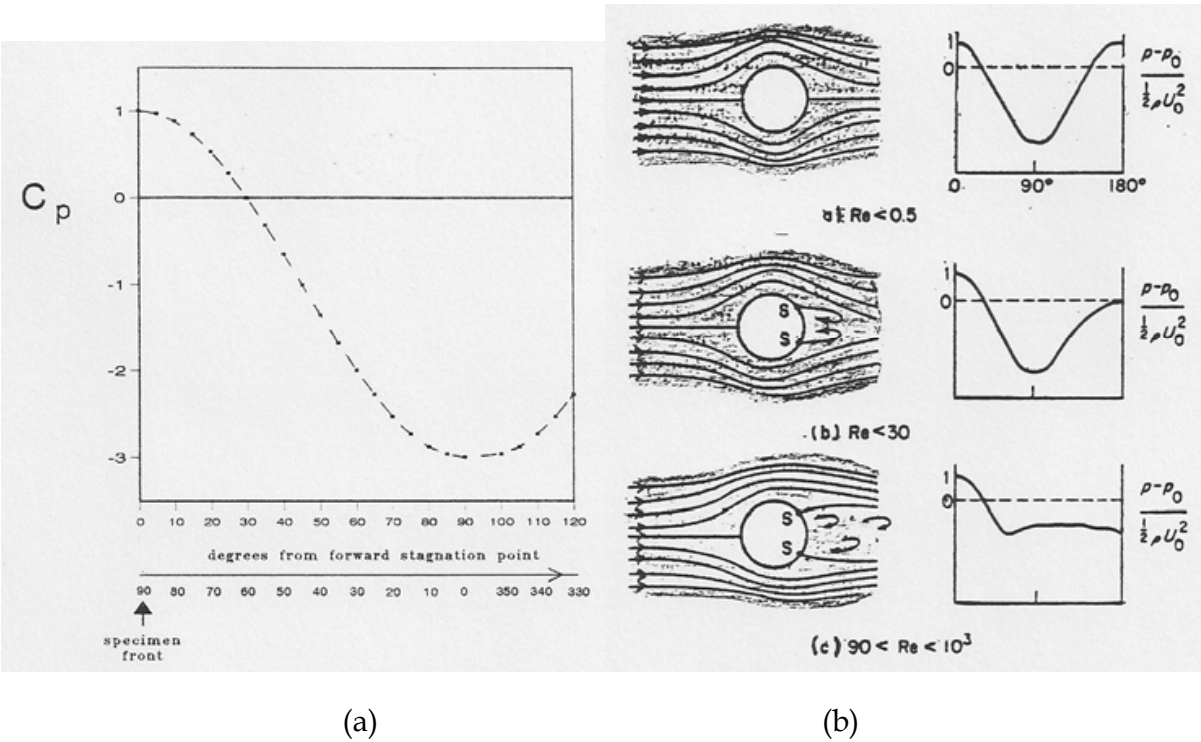 C p
1
0
-1
-2
-3
0 10 20 30 40 50 60 70 80 90 100 110 120
degrees from forward stagnation point
90 80 70 60 50 40 30 20 10 0 350 340 330
specimen
front
1
0
p-p₀
½ρU₀²
0. 90° 180°
Re<0.5
S
S
1
0
p-p₀
½ρU₀²
(b) Re<30
S
S
1
0
p-p₀
½ρU₀²
(c) 90 < Re < 10³
(a) (b)